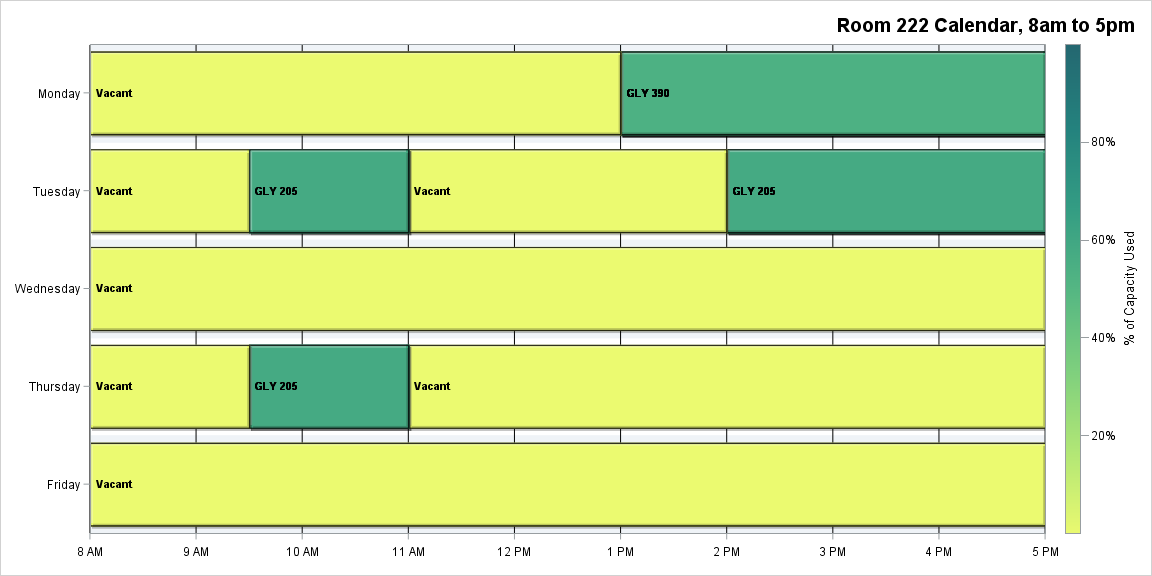 Room 222 Calendar, 8am to 5pm
Monday
Vacant
GLY 390
Tuesday
Vacant
GLY 205
Vacant
GLY 205
Wednesday
Vacant
Thursday
Vacant
GLY 205
Vacant
Friday
Vacant
8 AM
9 AM
10 AM
11 AM
12 PM
1 PM
2 PM
3 PM
4 PM
5 PM
80%
60%
40%
20%
% of Capacity Used